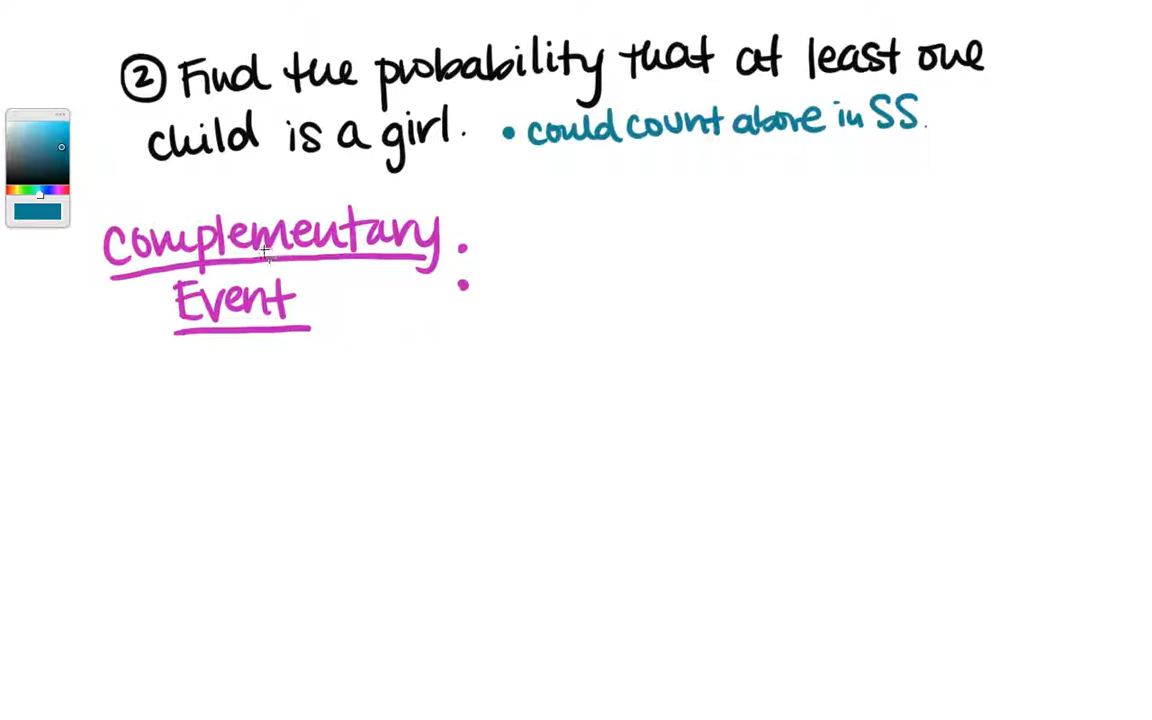 ② Find the probability that at least one
child is a girl. • could count above in SS.
Complementary :
Event